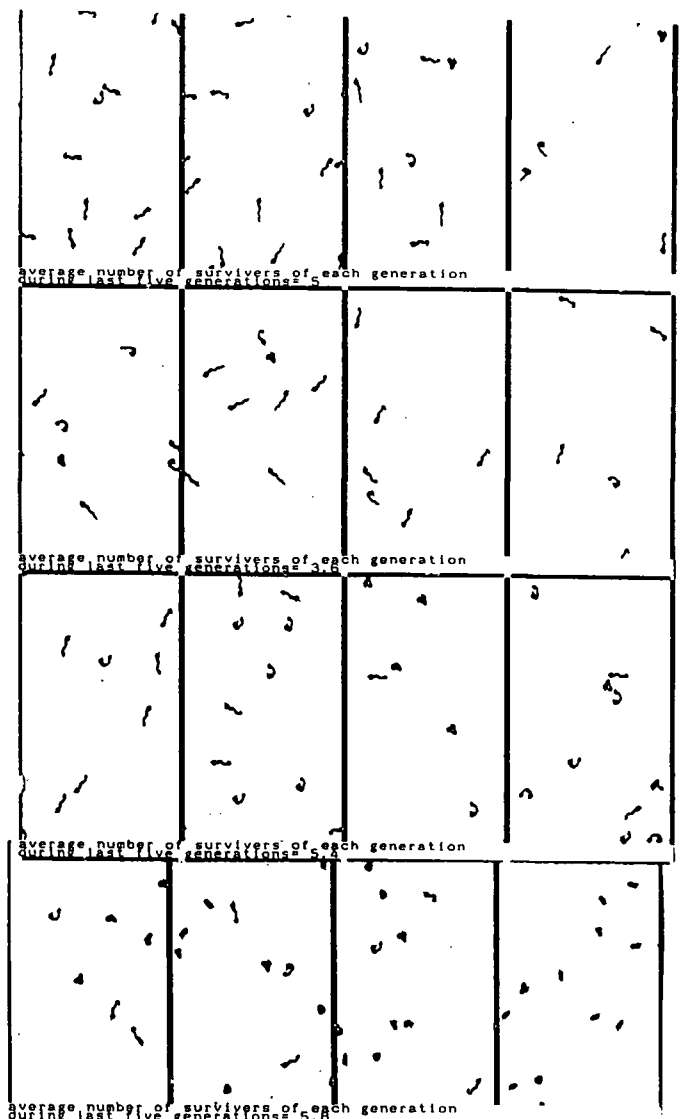 average number of survivers of each generation
during last five generations= 5
average number of survivers of each generation
during last five generations= 3.6
average number of survivers of each generation
during last five generations= 5.4
average number of survivers of each generation
during last five generations=